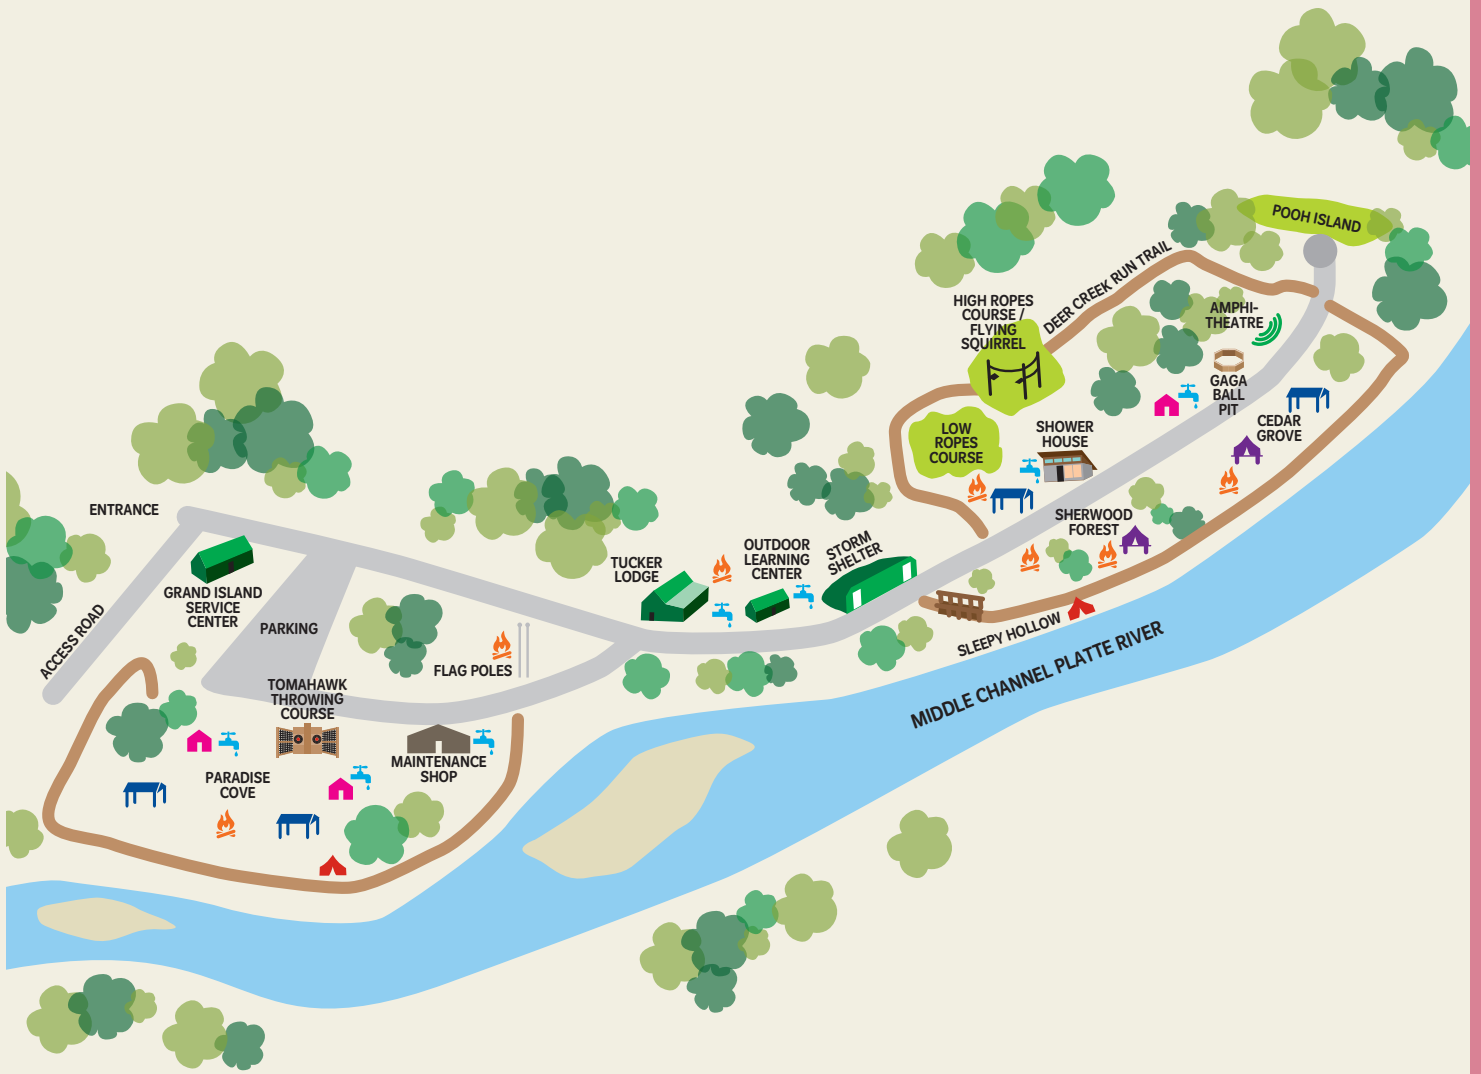 POOH ISLAND
DEER CREEK RUN TRAIL
HIGH ROPES
COURSE /
FLYING
SQUIRREL
AMPHI-
THEATRE
GAGA
BALL
PIT
CEDAR
GROVE
LOW
ROPES
COURSE
SHOWER
HOUSE
SHERWOOD
FOREST
ENTRANCE
STORM
SHELTER
OUTDOOR
LEARNING
CENTER
TUCKER
LODGE
GRAND ISLAND
SERVICE
CENTER
ACCESS ROAD
PARKING
FLAG POLES
SLEEPY HOLLOW
MIDDLE CHANNEL PLATTE RIVER
TOMAHAWK
THROWING
COURSE
MAINTENANCE
SHOP
PARADISE
COVE